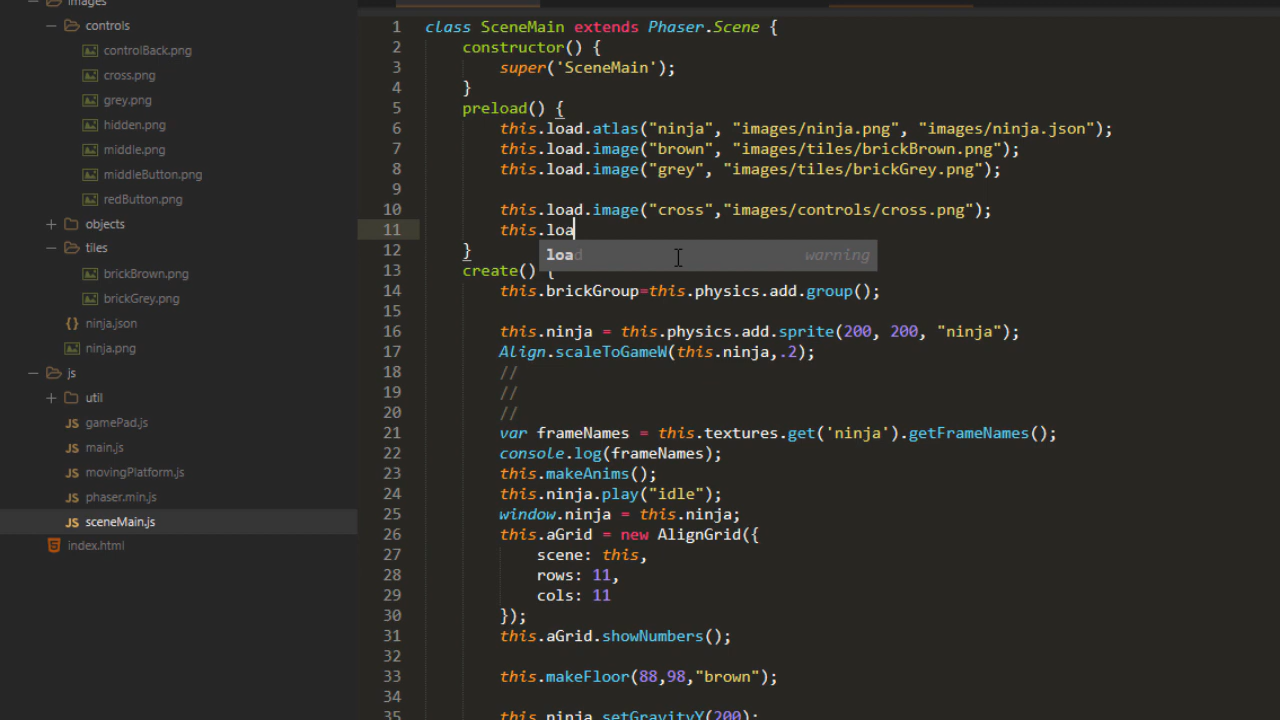 images
controls
controlBack.png
cross.png
grey.png
hidden.png
middle.png
middleButton.png
redButton.png
objects
tiles
brickBrown.png
brickGrey.png
ninja.json
ninja.png
js
util
gamePad.js
main.js
movingPlatform.js
phaser.min.js
sceneMain.js
index.html
1 class SceneMain extends Phaser.Scene {
2 constructor() {
3 super('SceneMain');
4 }
5 preload() {
6 this.load.atlas("ninja", "images/ninja.png", "images/ninja.json");
7 this.load.image("brown", "images/tiles/brickBrown.png");
8 this.load.image("grey", "images/tiles/brickGrey.png");
9
10 this.load.image("cross","images/controls/cross.png");
11 this.loa
load warning
12 }
13 create() {
14 this.brickGroup=this.physics.add.group();
15
16 this.ninja = this.physics.add.sprite(200, 200, "ninja");
17 Align.scaleToGameW(this.ninja,.2);
18 //
19 //
20 //
21 var frameNames = this.textures.get('ninja').getFrameNames();
22 console.log(frameNames);
23 this.makeAnims();
24 this.ninja.play("idle");
25 window.ninja = this.ninja;
26 this.aGrid = new AlignGrid({
27 scene: this,
28 rows: 11,
29 cols: 11
30 });
31 this.aGrid.showNumbers();
32
33 this.makeFloor(88,98,"brown");
34
35 this.ninja.setGravityY(200);